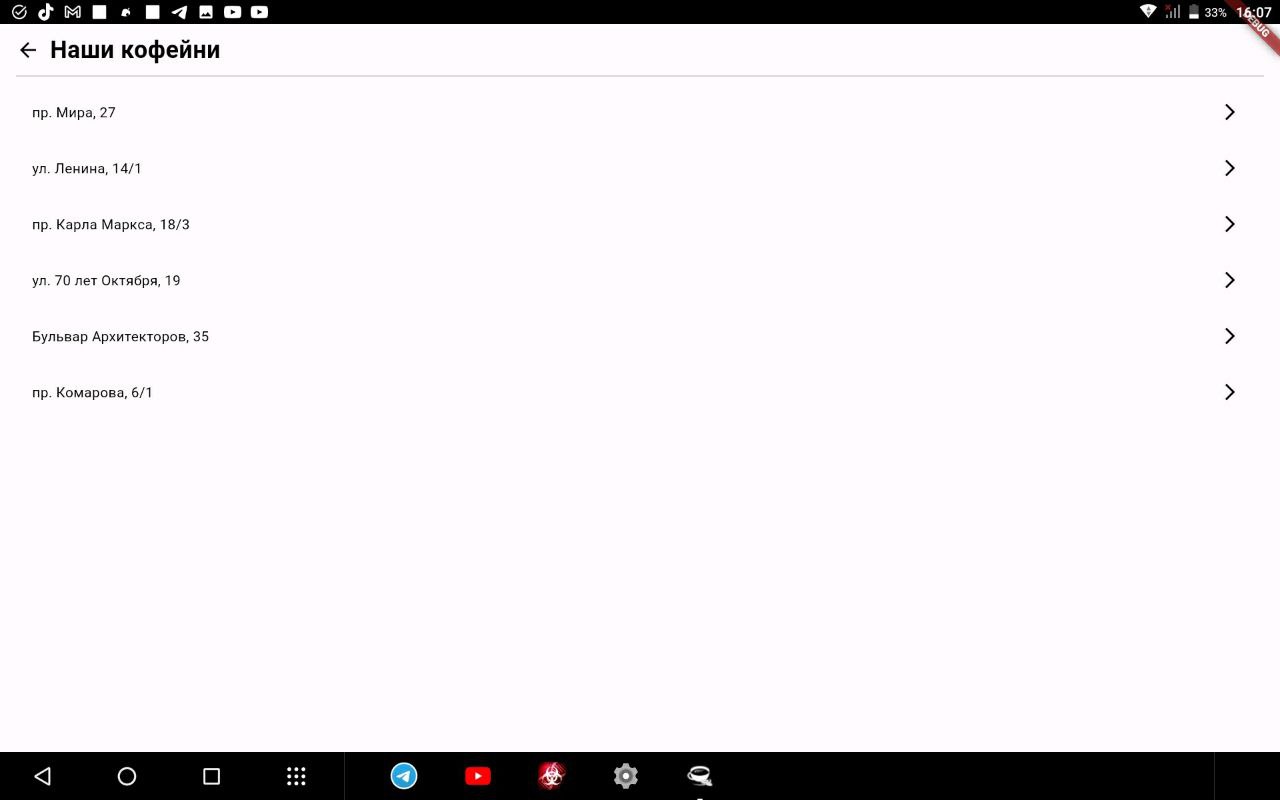 33% 16:07
DEBUG
Наши кофейни
пр. Мира, 27
ул. Ленина, 14/1
пр. Карла Маркса, 18/3
ул. 70 лет Октября, 19
Бульвар Архитекторов, 35
пр. Комарова, 6/1